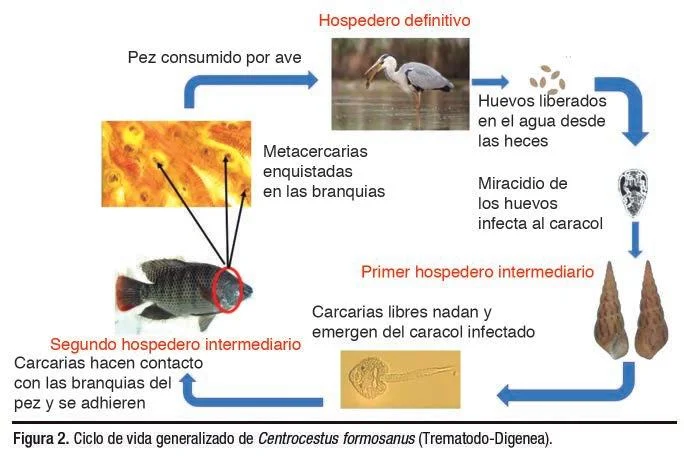 Hospedero definitivo
Pez consumido por ave
Huevos liberados
en el agua desde
las heces
Metacercarias
enquistadas
en las branquias
Miracidio de
los huevos
infecta al caracol
Primer hospedero intermediario
Carcarias libres nadan y
emergen del caracol infectado
Segundo hospedero intermediario
Carcarias hacen contacto
con las branquias del
pez y se adhieren
Figura 2. Ciclo de vida generalizado de Centrocestus formosanus (Trematodo-Digenea).